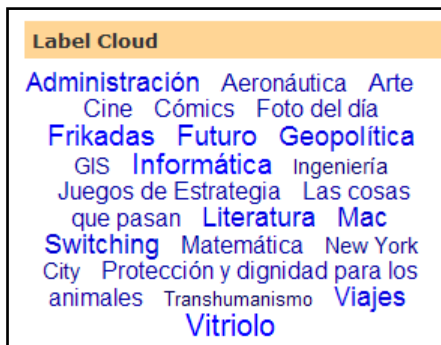 Label Cloud
Administración Aeronáutica Arte
Cine Cómics Foto del día
Frikadas Futuro Geopolítica
GIS Informática Ingeniería
Juegos de Estrategia Las cosas
que pasan Literatura Mac
Switching Matemática New York
City Protección y dignidad para los
animales Transhumanismo Viajes
Vitriolo